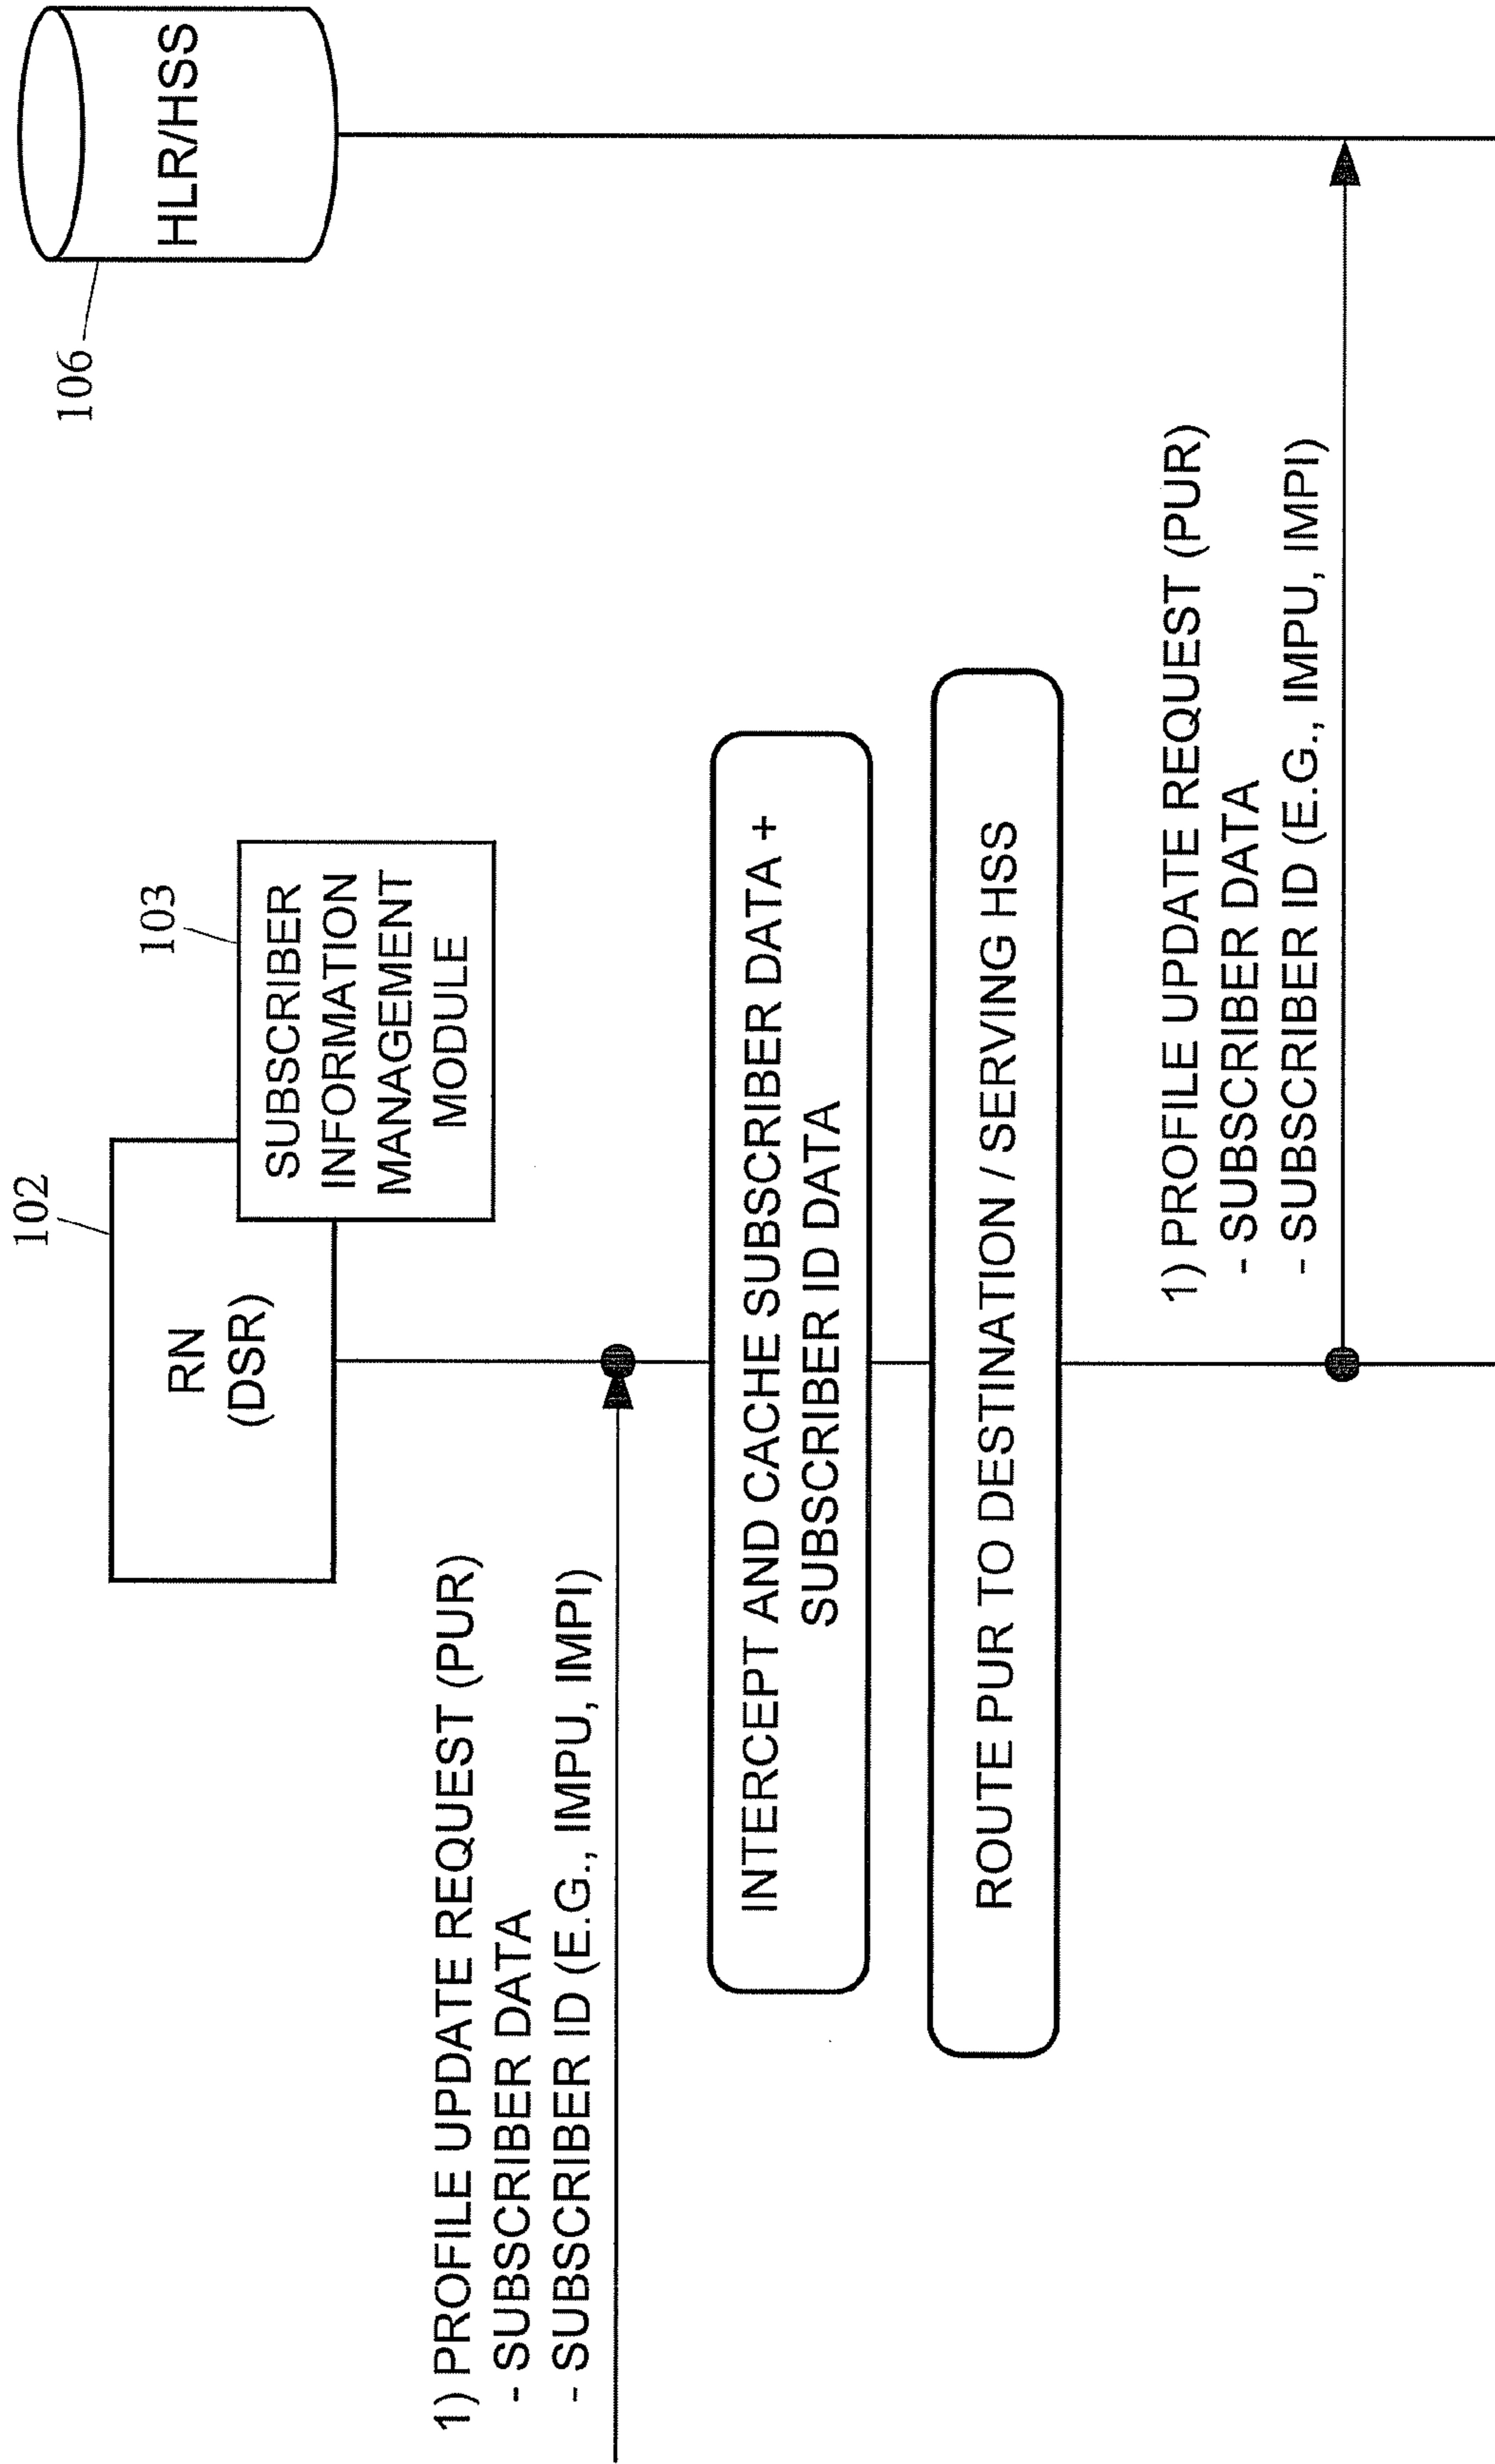 102
RN
(DSR)
103
SUBSCRIBER
INFORMATION
MANAGEMENT
MODULE
106
HLR/HSS
1) PROFILE UPDATE REQUEST (PUR)
- SUBSCRIBER DATA
- SUBSCRIBER ID (E.G., IMPU, IMPI)
INTERCEPT AND CACHE SUBSCRIBER DATA +
SUBSCRIBER ID DATA
ROUTE PUR TO DESTINATION / SERVING HSS
1) PROFILE UPDATE REQUEST (PUR)
- SUBSCRIBER DATA
- SUBSCRIBER ID (E.G., IMPU, IMPI)